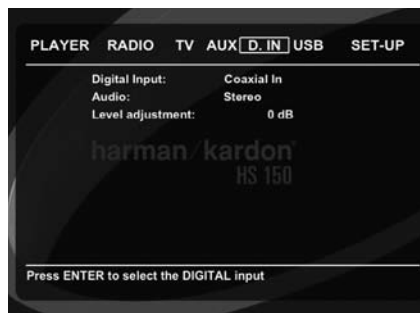 PLAYER RADIO TV AUX D. IN USB SET-UP
Digital Input: Coaxial In
Audio: Stereo
Level adjustment: 0 dB
harman/kardon
HS 150
Press ENTER to select the DIGITAL input